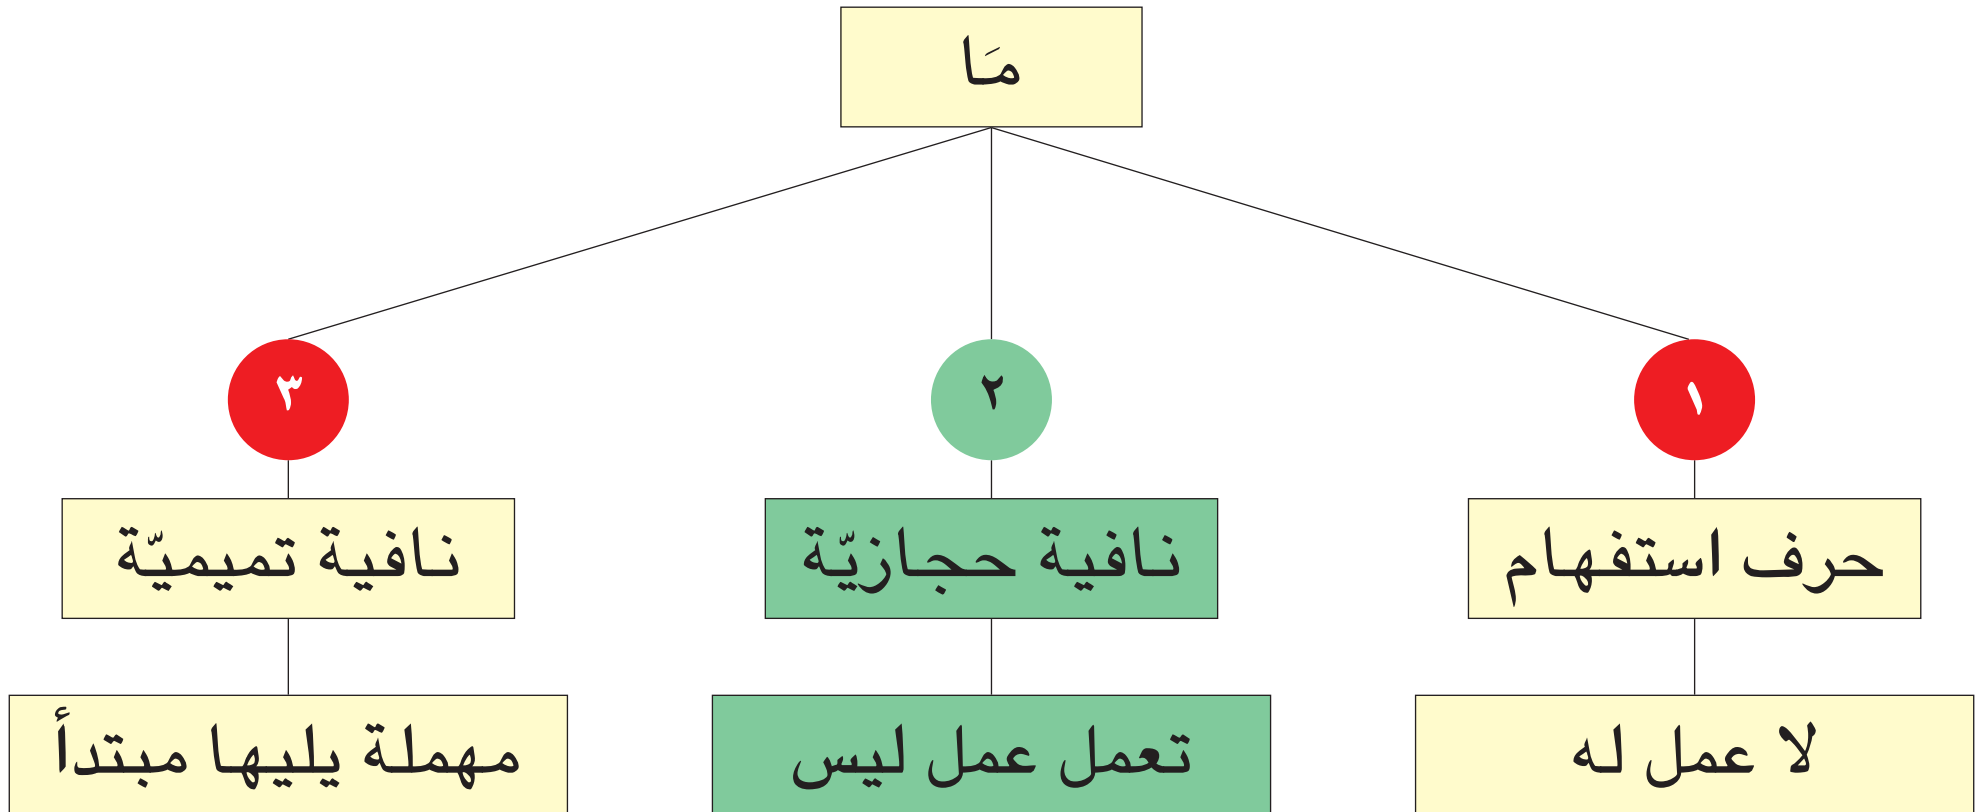 مَا
١
٢
٣
حرف استفهام
نافية حجازيّة
نافية تميميّة
لا عمل له
تعمل عمل ليس
مهملة يليها مبتدأ